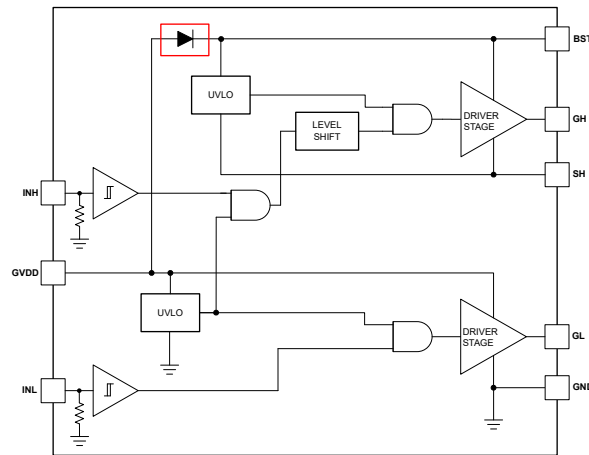 BST
UVLO
DRIVER
STAGE
GH
LEVEL
SHIFT
SH
INH
GVDD
UVLO
DRIVER
STAGE
GL
INL
GND